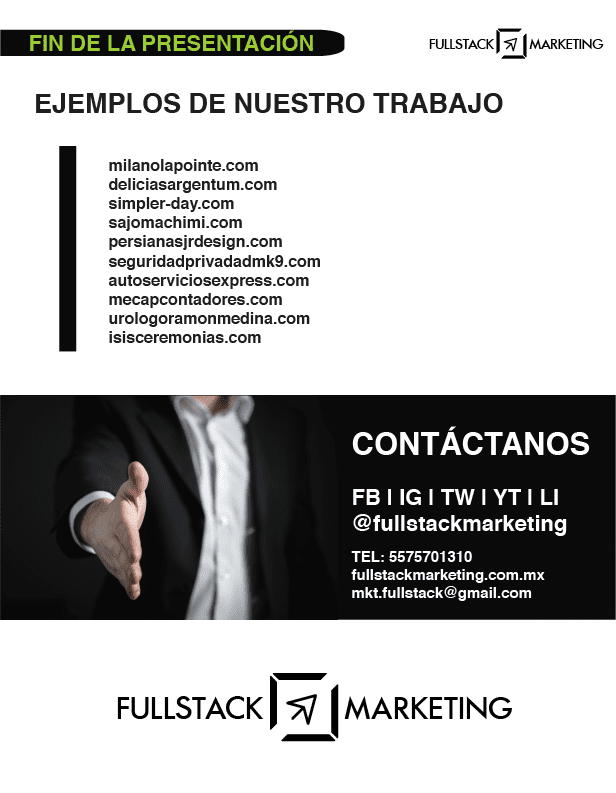 FIN DE LA PRESENTACIÓN
FULLSTACK MARKETING
EJEMPLOS DE NUESTRO TRABAJO
milanolapointe.com
deliciasargentum.com
simpler-day.com
sajomachimi.com
persianasjrdesign.com
seguridadprivadadmk9.com
autoserviciosexpress.com
mecapcontadores.com
urologoramonmedina.com
isisceremonias.com
CONTÁCTANOS
FB | IG | TW | YT | LI
@fullstackmarketing
TEL: 5575701310
fullstackmarketing.com.mx
mkt.fullstack@gmail.com
FULLSTACK MARKETING